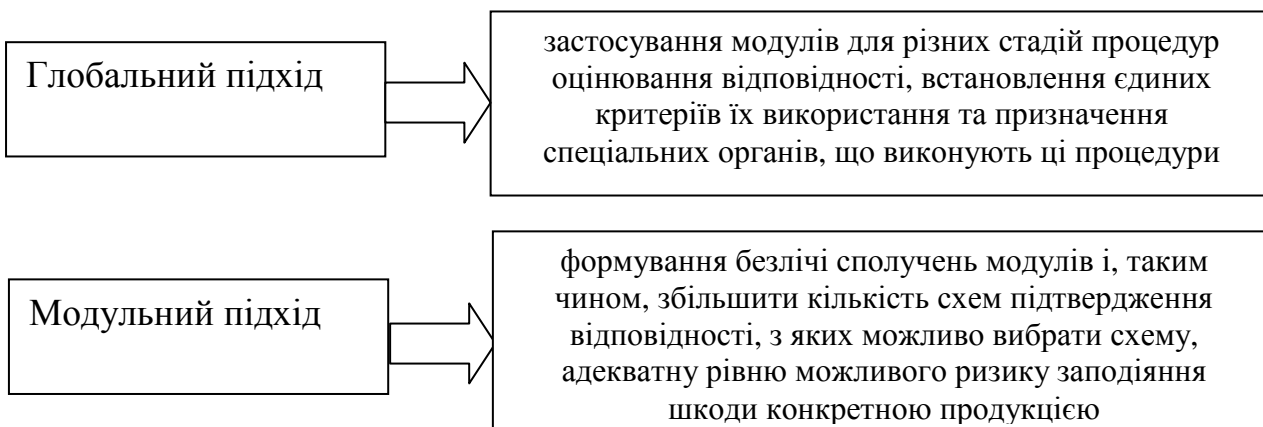 Глобальний підхід
застосування модулів для різних стадій процедур
оцінювання відповідності, встановлення єдиних
критеріїв їх використання та призначення
спеціальних органів, що виконують ці процедури
Модульний підхід
формування безлічі сполучень модулів і, таким
чином, збільшити кількість схем підтвердження
відповідності, з яких можливо вибрати схему,
адекватну рівню можливого ризику заподіяння
шкоди конкретною продукцією